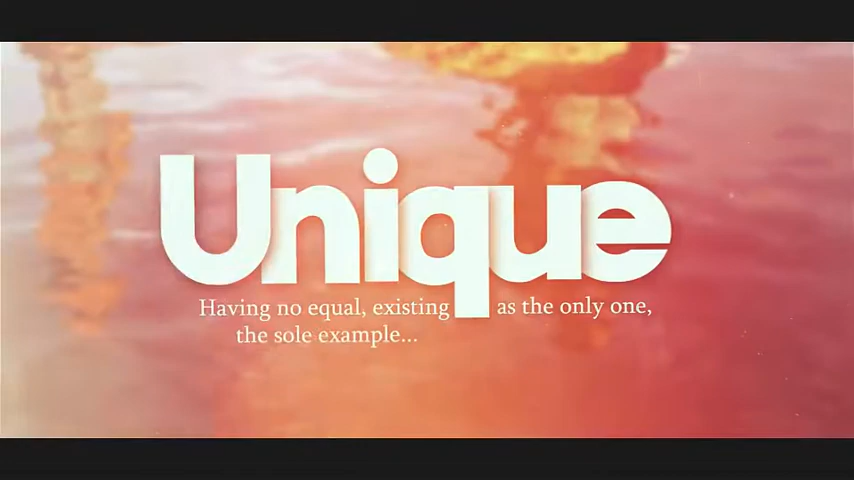 Unique
Having no equal, existing as the only one,
the sole example...